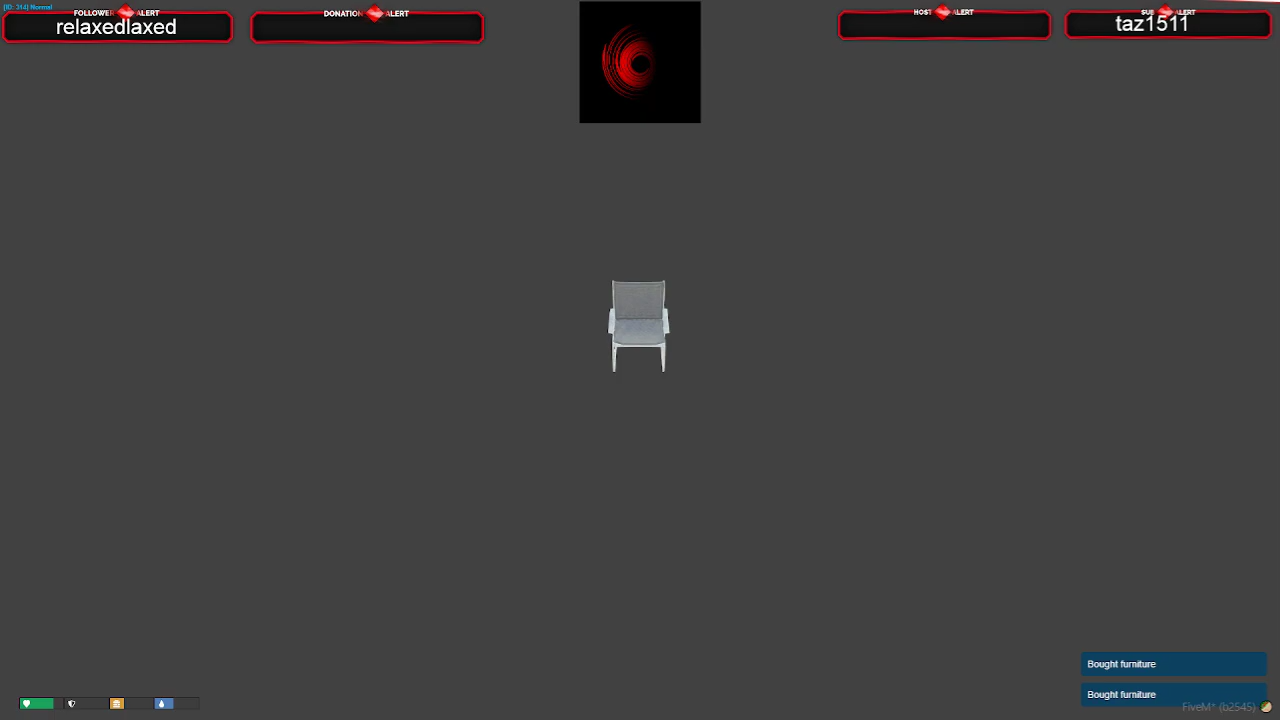 [ID: 314] Normal
FOLLOWER ALERT
relaxedlaxed
DONATION ALERT
HOST ALERT
SUB ALERT
taz1511
Bought furniture
Bought furniture
FiveM* (b2545)